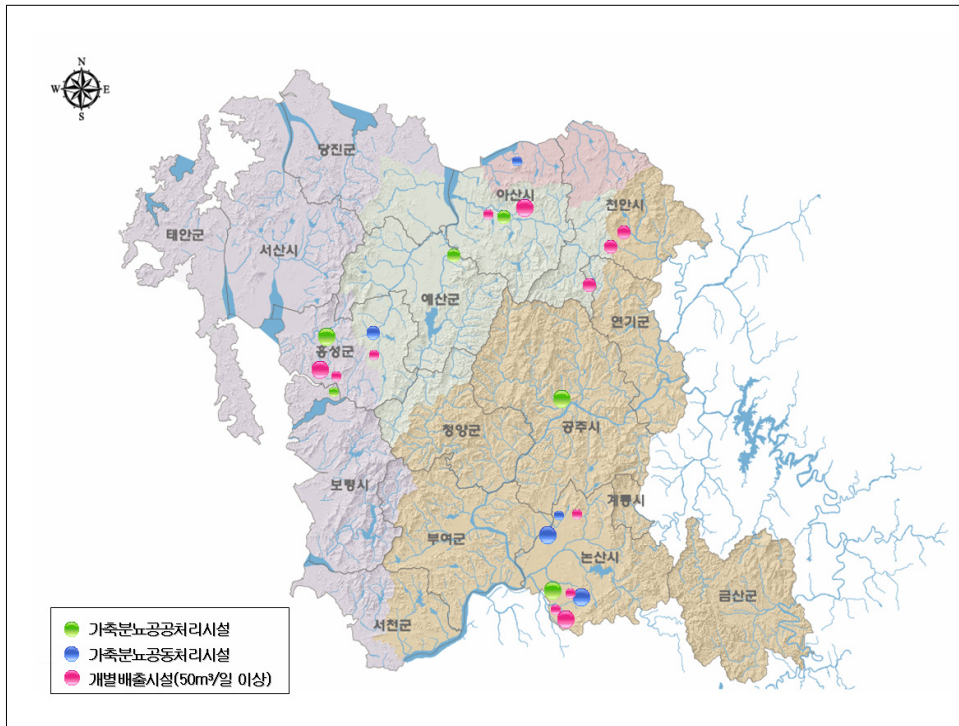 N
W E
S
당진군
아산시
천안시
태안군
서산시
예산군
연기군
홍성군
청양군
공주시
보령시
계룡시
부여군
논산시
금산군
서천군
가축분뇨공공처리시설
가축분뇨공동처리시설
개별배출시설(50m³/일 이상)